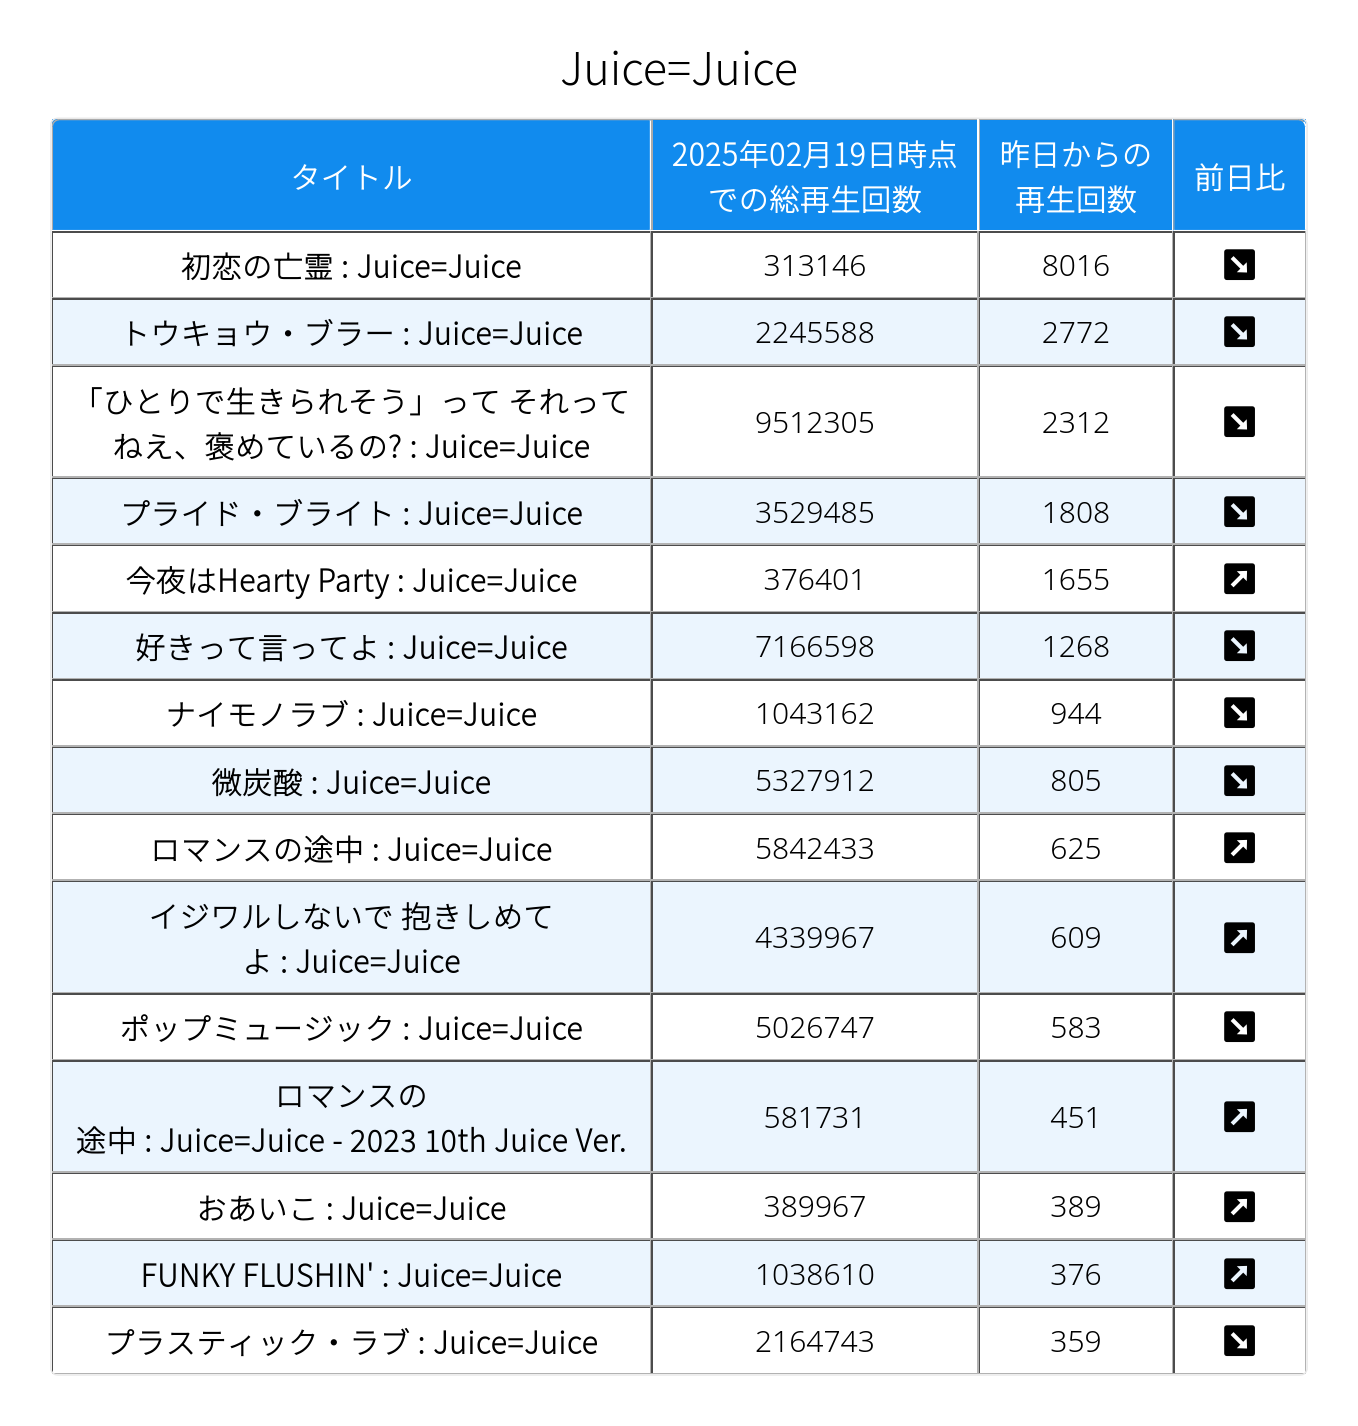 Juice=Juice
タイトル
2025年02月19日時点
での総再生回数
昨日からの
再生回数
前日比
初恋の亡霊 : Juice=Juice
313146
8016
トウキョウ・ブラー : Juice=Juice
2245588
2772
「ひとりで生きられそう」って それって
ねえ、褒めているの? : Juice=Juice
9512305
2312
プライド・ブライト : Juice=Juice
3529485
1808
今夜はHearty Party : Juice=Juice
376401
1655
好きって言ってよ : Juice=Juice
7166598
1268
ナイモノラブ : Juice=Juice
1043162
944
微炭酸 : Juice=Juice
5327912
805
ロマンスの途中 : Juice=Juice
5842433
625
イジワルしないで 抱きしめて
よ : Juice=Juice
4339967
609
ポップミュージック : Juice=Juice
5026747
583
ロマンスの
途中 : Juice=Juice - 2023 10th Juice Ver.
581731
451
おあいこ : Juice=Juice
389967
389
FUNKY FLUSHIN' : Juice=Juice
1038610
376
プラスティック・ラブ : Juice=Juice
2164743
359